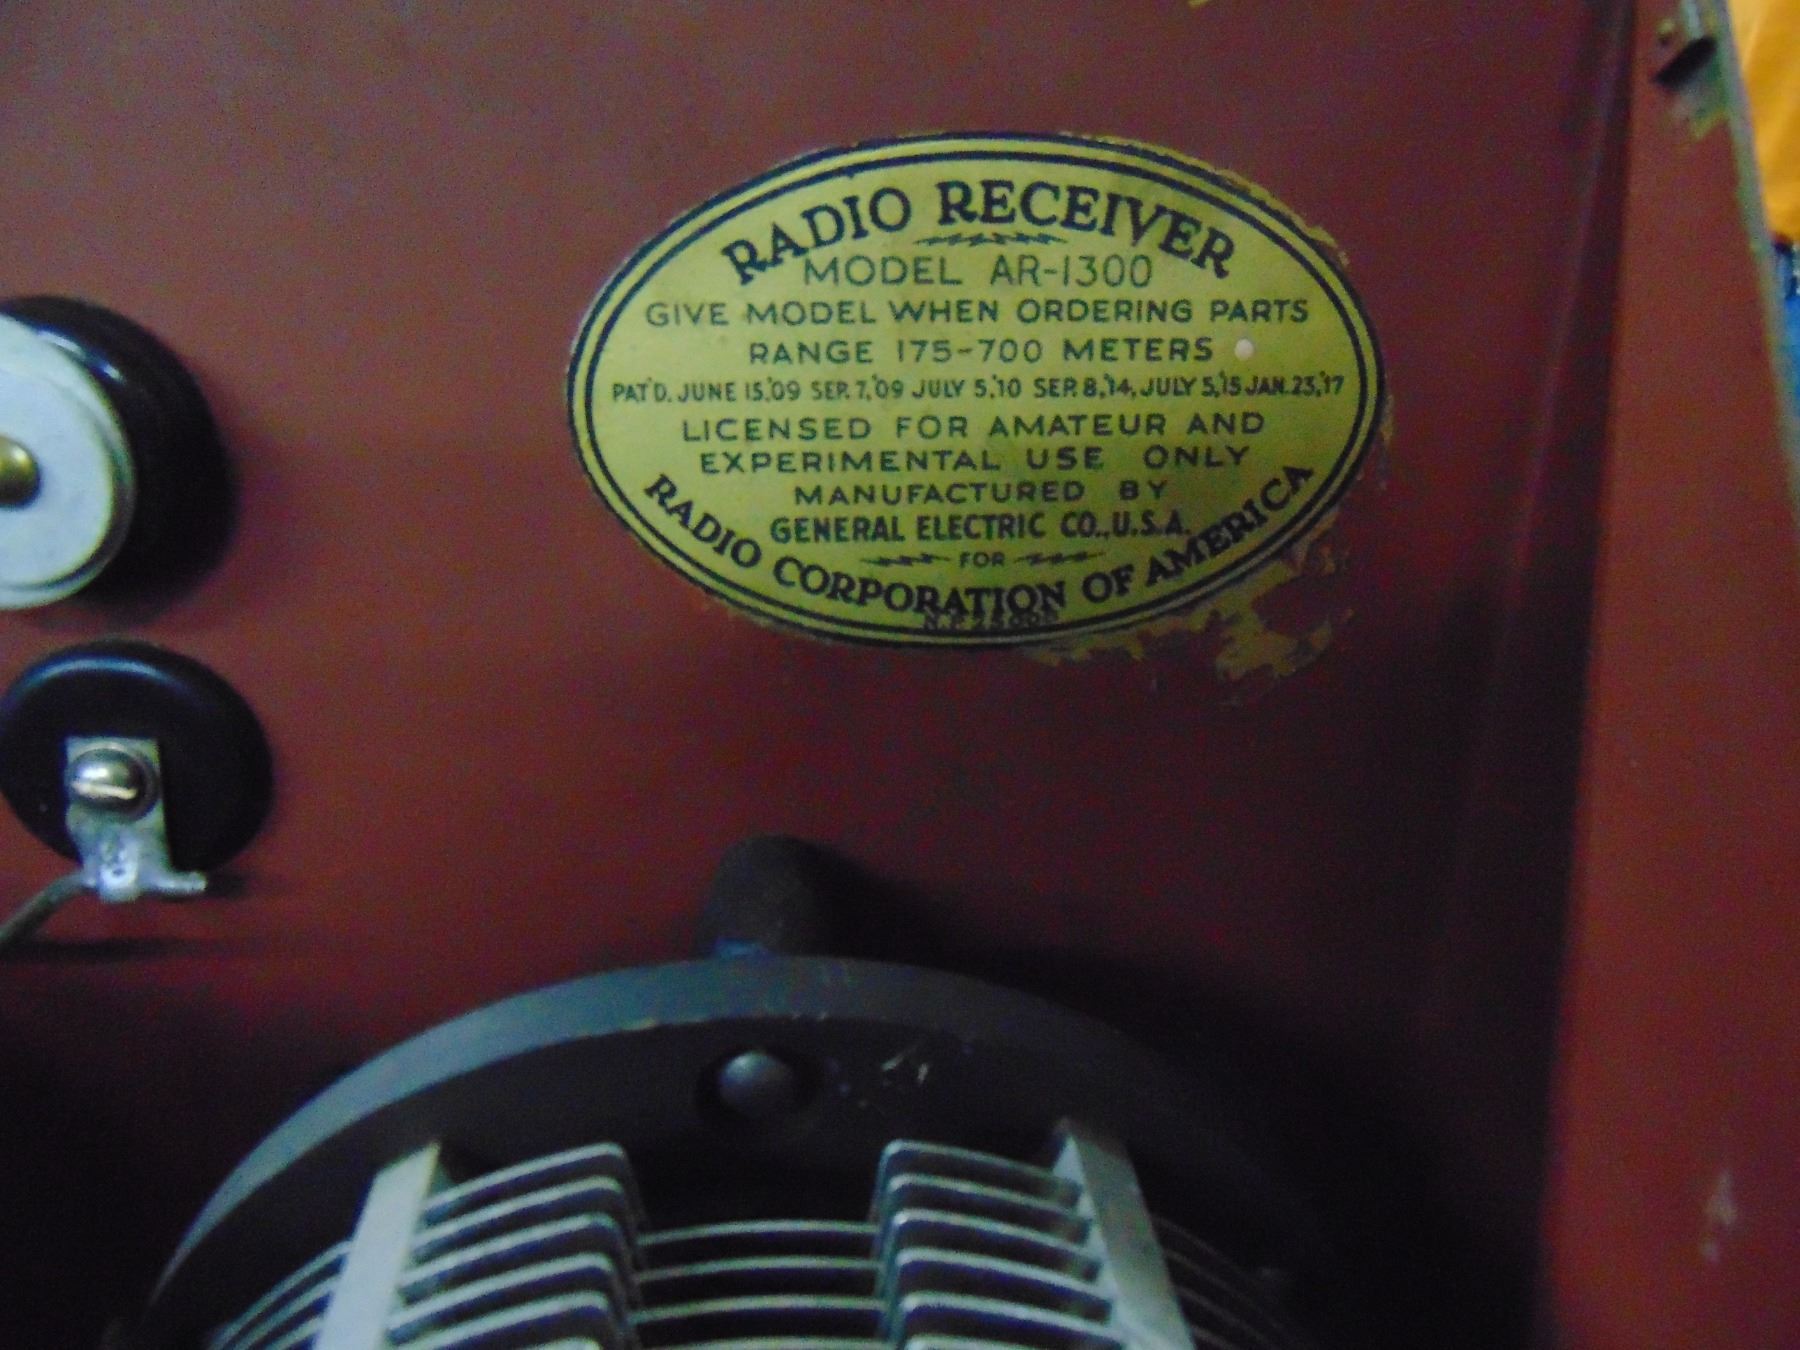 RADIO RECEIVER
MODEL AR-1300
GIVE MODEL WHEN ORDERING PARTS
RANGE 175-700 METERS
PAT'D. JUNE 15,'09 SEP. 7,'09 JULY 5,'10 SEP. 8,'14, JULY 5,'15 JAN. 23,'17
LICENSED FOR AMATEUR AND
EXPERIMENTAL USE ONLY
MANUFACTURED BY
GENERAL ELECTRIC CO., U.S.A.
FOR
RADIO CORPORATION OF AMERICA
N.P.